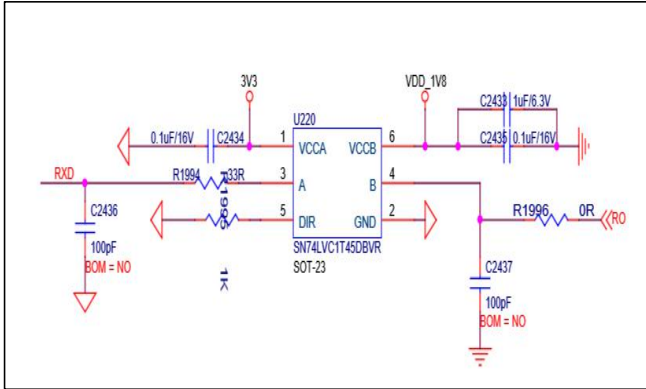 3V3
VDD_1V8
C2433 1uF/6.3V
U220
0.1uF/16V C2434
1
VCCA
VCCB
6
C2435 0.1uF/16V
RXD
R1994 33R
3
A
B
4
R1995
5
DIR
GND
2
R1996 0R
RO
C2436
SN74LVC1T45DBVR
SOT-23
100pF
BOM = NO
1K
C2437
100pF
BOM = NO